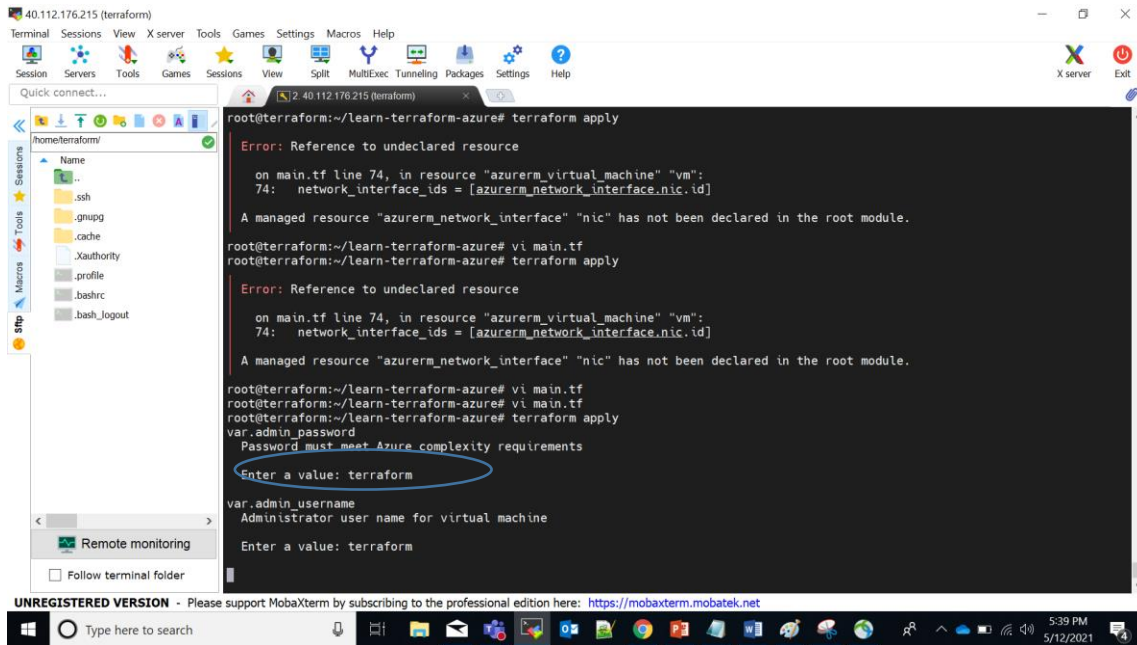 40.112.176.215 (terraform)
Terminal Sessions View X server Tools Games Settings Macros Help
Session Servers Tools Games Sessions View Split MultiExec Tunneling Packages Settings Help X server Exit
Quick connect...
2. 40.112.176.215 (terraform)
/home/terraform/
Name
..
.ssh
.gnupg
.cache
.Xauthority
.profile
.bashrc
.bash_logout
Sessions
Tools
Macros
Sftp
Remote monitoring
Follow terminal folder
root@terraform:~/learn-terraform-azure# terraform apply
Error: Reference to undeclared resource
on main.tf line 74, in resource "azurerm_virtual_machine" "vm":
74: network_interface_ids = [azurerm_network_interface.nic.id]
A managed resource "azurerm_network_interface" "nic" has not been declared in the root module.
root@terraform:~/learn-terraform-azure# vi main.tf
root@terraform:~/learn-terraform-azure# terraform apply
Error: Reference to undeclared resource
on main.tf line 74, in resource "azurerm_virtual_machine" "vm":
74: network_interface_ids = [azurerm_network_interface.nic.id]
A managed resource "azurerm_network_interface" "nic" has not been declared in the root module.
root@terraform:~/learn-terraform-azure# vi main.tf
root@terraform:~/learn-terraform-azure# vi main.tf
root@terraform:~/learn-terraform-azure# terraform apply
var.admin_password
Password must meet Azure complexity requirements
Enter a value: terraform
var.admin_username
Administrator user name for virtual machine
Enter a value: terraform
UNREGISTERED VERSION - Please support MobaXterm by subscribing to the professional edition here: https://mobaxterm.mobatek.net
Type here to search
5:39 PM
5/12/2021
4